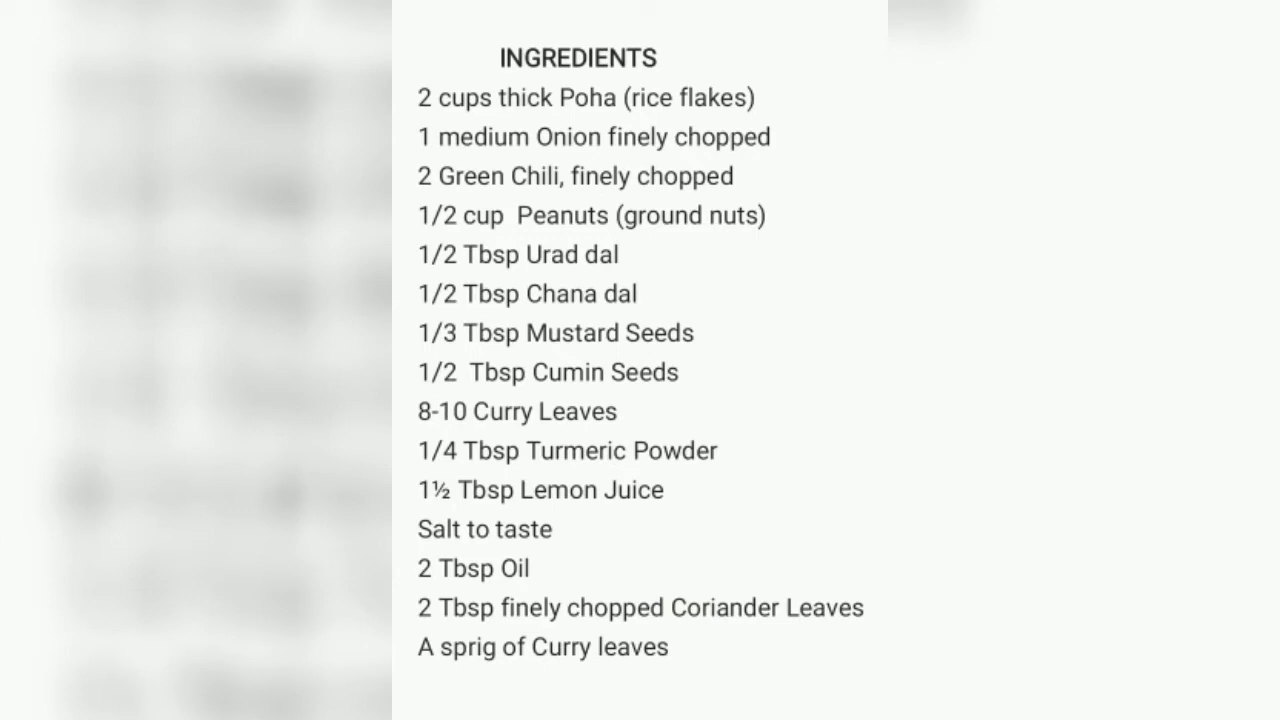 INGREDIENTS
2 cups thick Poha (rice flakes)
1 medium Onion finely chopped
2 Green Chili, finely chopped
1/2 cup  Peanuts (ground nuts)
1/2 Tbsp Urad dal
1/2 Tbsp Chana dal
1/3 Tbsp Mustard Seeds
1/2  Tbsp Cumin Seeds
8-10 Curry Leaves
1/4 Tbsp Turmeric Powder
1½ Tbsp Lemon Juice
Salt to taste
2 Tbsp Oil
2 Tbsp finely chopped Coriander Leaves
A sprig of Curry leaves